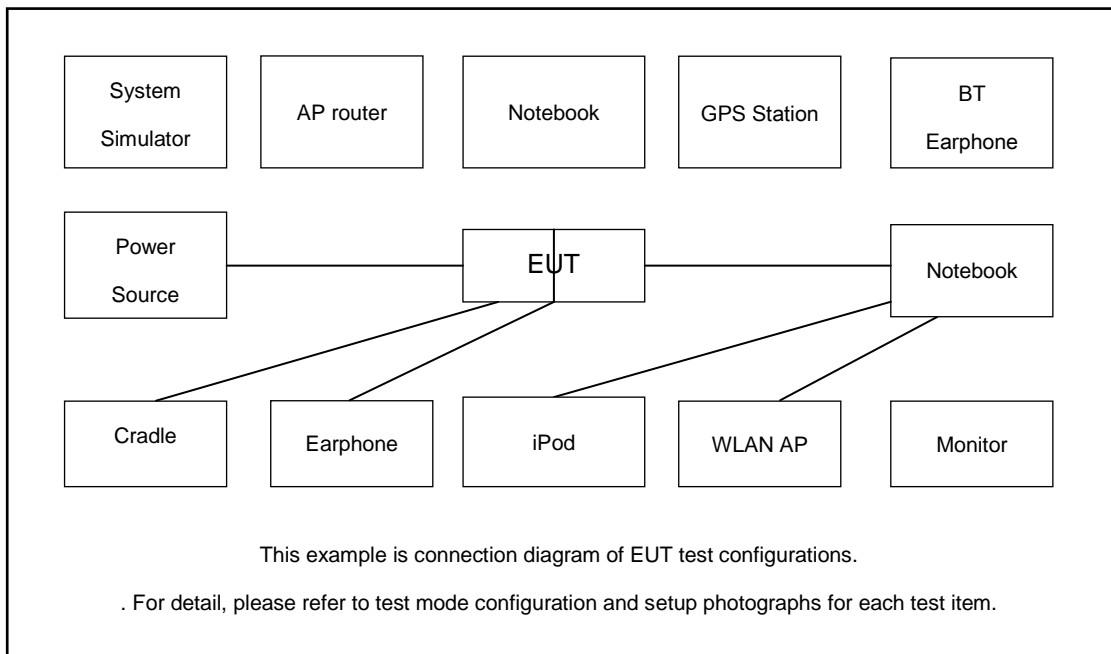 System
Simulator
AP router
Notebook
GPS Station
BT
Earphone
Power
Source
EUT
Notebook
Cradle
Earphone
iPod
WLAN AP
Monitor
This example is connection diagram of EUT test configurations.
. For detail, please refer to test mode configuration and setup photographs for each test item.